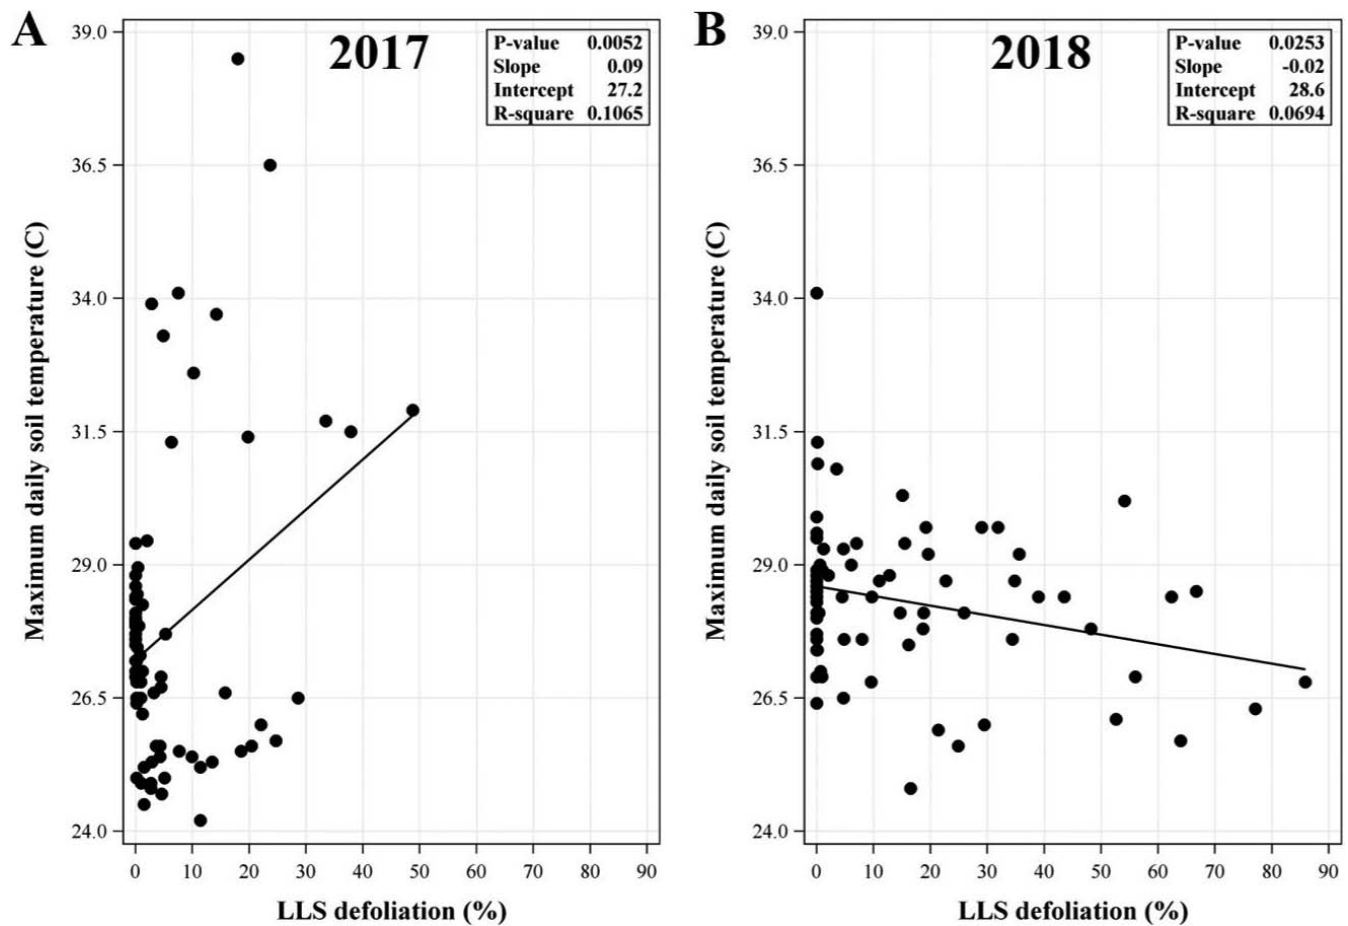 A
2017
P-value 0.0052
Slope 0.09
Intercept 27.2
R-square 0.1065
39.0
36.5
34.0
31.5
29.0
26.5
24.0
Maximum daily soil temperature (C)
0 10 20 30 40 50 60 70 80 90
LLS defoliation (%)
B
2018
P-value 0.0253
Slope -0.02
Intercept 28.6
R-square 0.0694
39.0
36.5
34.0
31.5
29.0
26.5
24.0
Maximum daily soil temperature (C)
0 10 20 30 40 50 60 70 80 90
LLS defoliation (%)